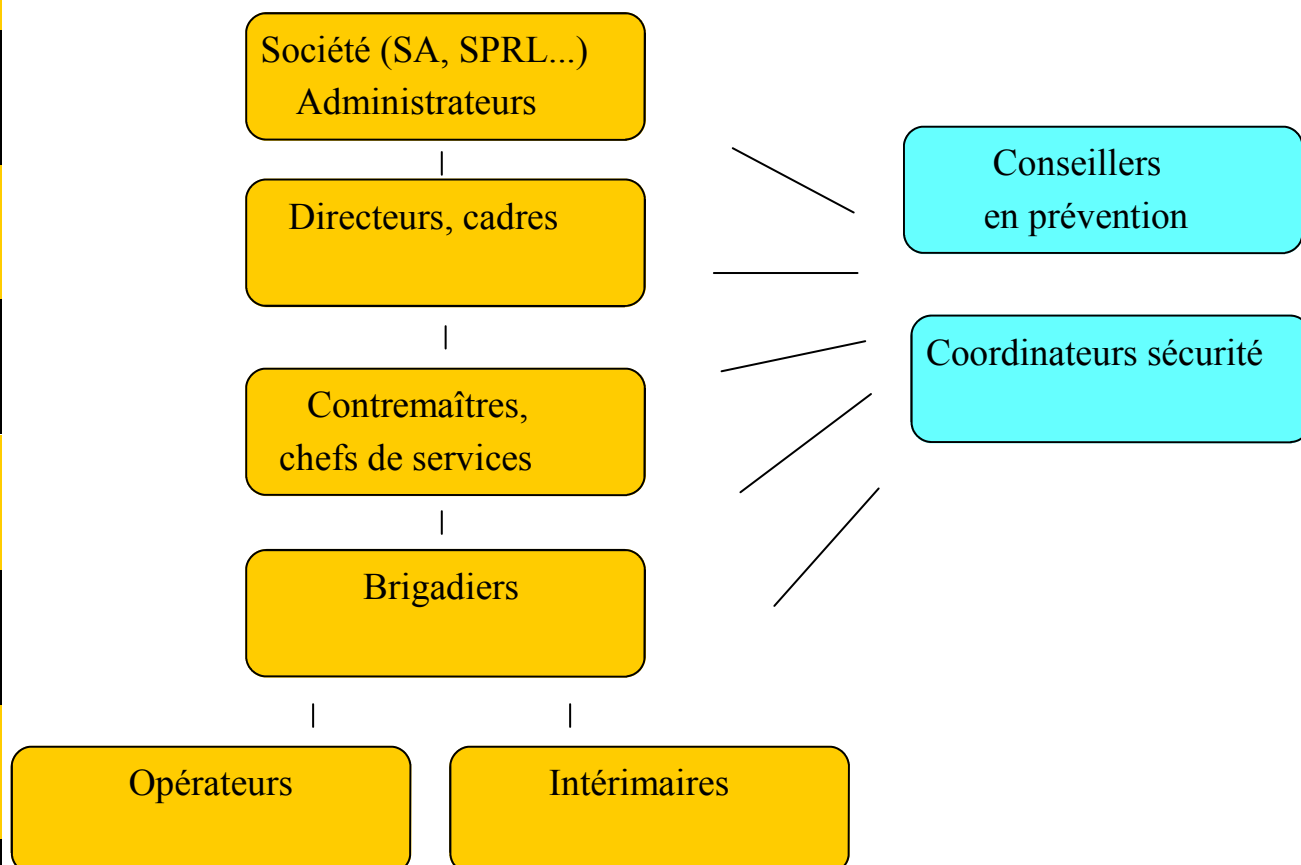 Société (SA, SPRL...)
Administrateurs
Directeurs, cadres
Contremaîtres,
chefs de services
Brigadiers
Opérateurs
Intérimaires
Conseillers
en prévention
Coordinateurs sécurité